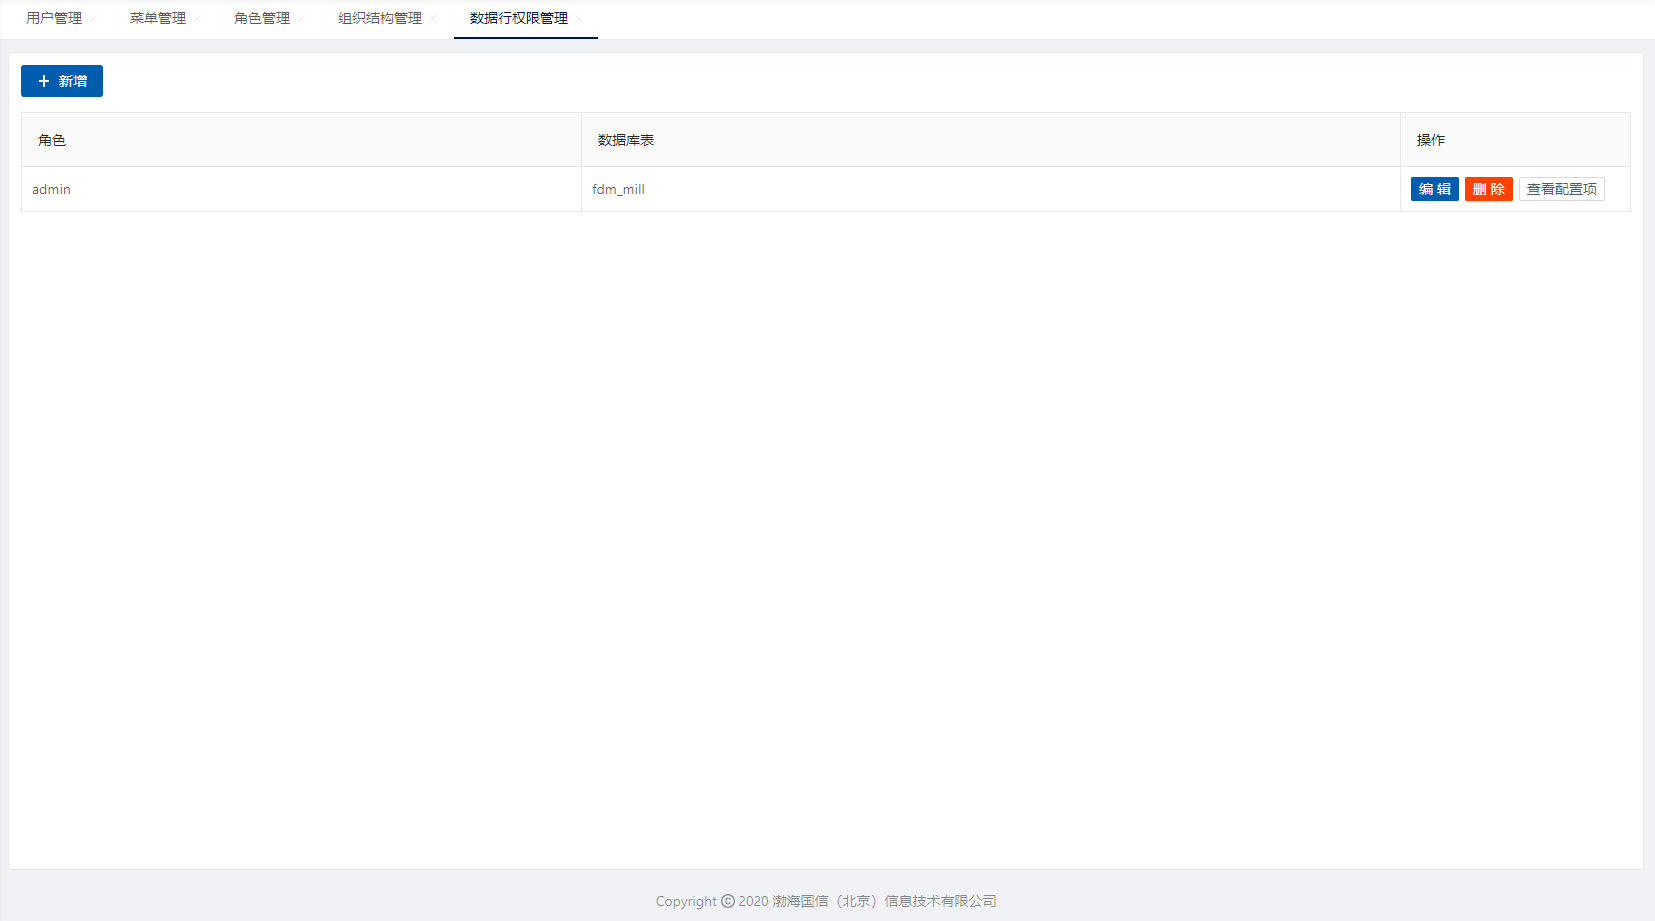 用户管理 菜单管理 角色管理 组织结构管理 数据行权限管理
新增
角色 数据库表 操作
admin fdm_mill 编辑 删除 查看配置项
Copyright © 2020 渤海国信（北京）信息技术有限公司